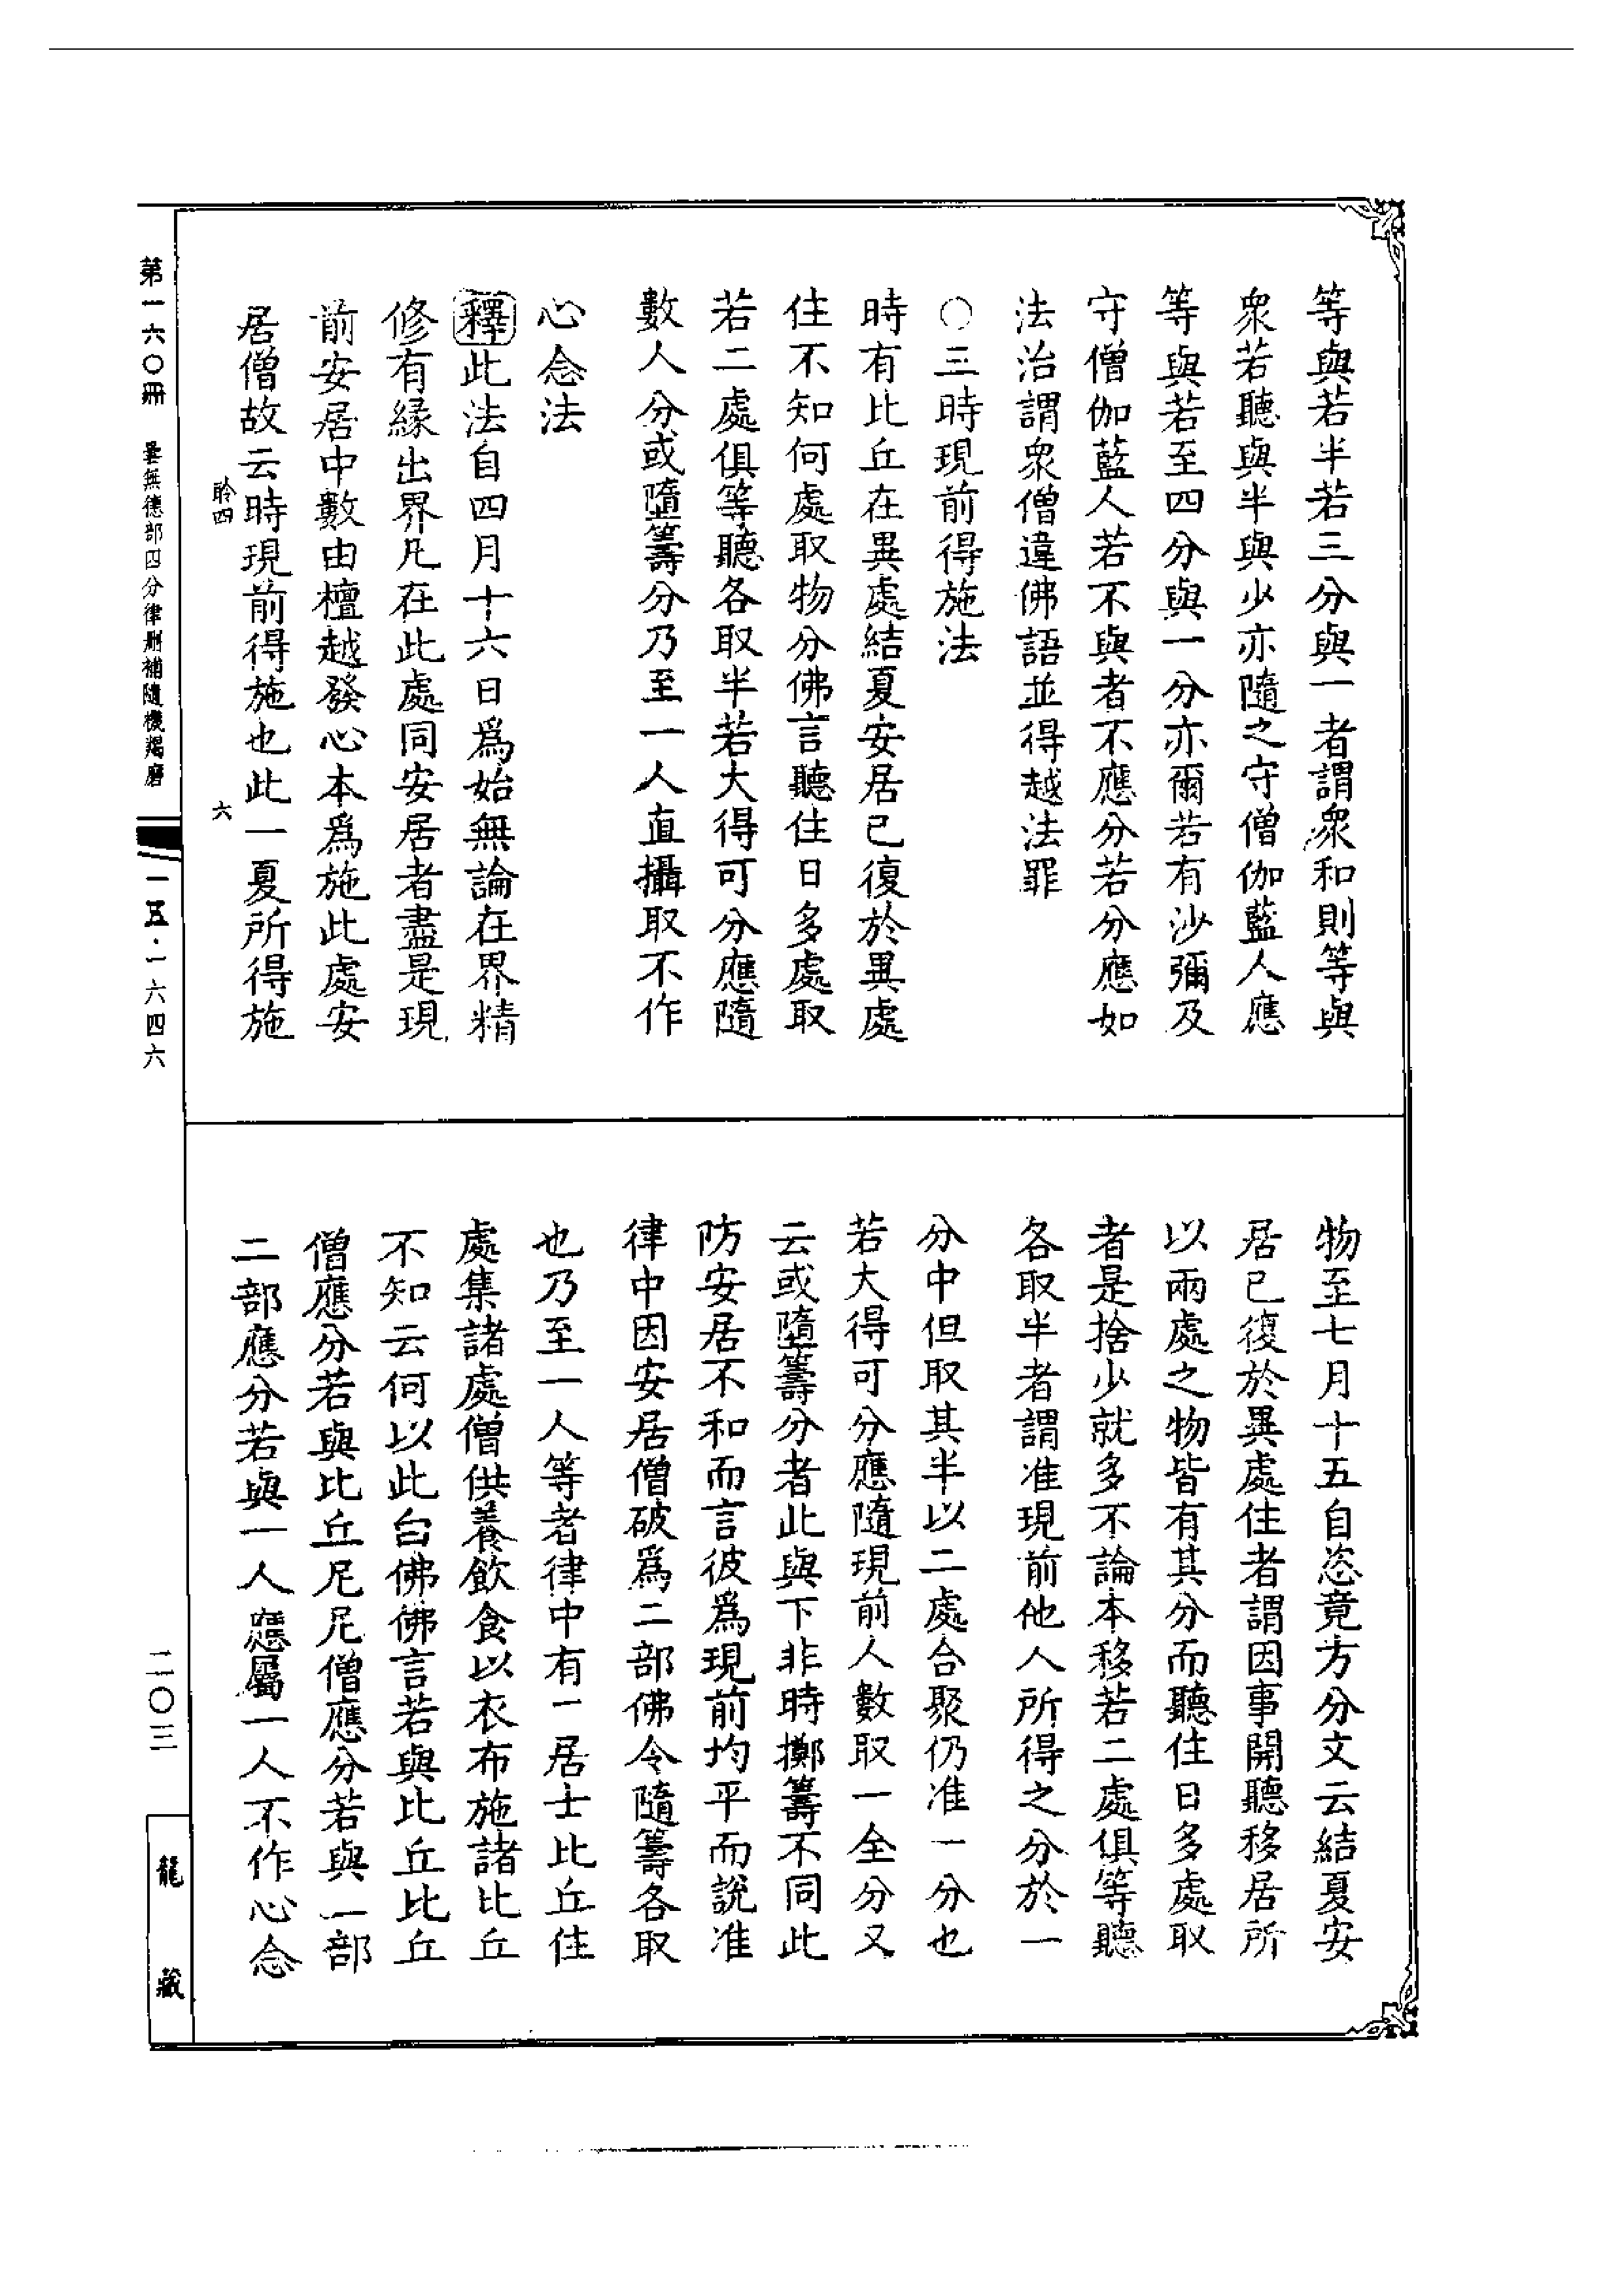 等與若半若三分與一者謂衆和則等與
衆若聽與半與少亦隨之守僧伽藍人應
等與若至四分與一分亦爾若有沙彌及
守僧伽藍人若不與者不應分若分應如
法治謂衆僧違佛語並得越法罪
〇三時現前得施法
時有比丘在異處結夏安居已復於異處
住不知何處取物分佛言聽住日多處取
若二處俱等聽各取半若大得可分應隨
數人分或墮籌分乃至一人直攝取不作
心念法
釋此法自四月十六日爲始無論在界精
修有緣出界凡在此處同安居者盡是現
前安居中數由檀越發心本爲施此處安
居僧故云時現前得施也此一夏所得施
物至七月十五自恣竟方分文云結夏安
居已復於異處住者謂因事開聽移居所
以兩處之物皆有其分而聽住日多處取
者是捨少就多不論本移若二處俱等聽
各取半者謂准現前他人所得之分於一
分中但取其半以二處合聚仍准一分也
若大得可分應隨現前人數取一全分又
云或墮籌分者此與下非時擲籌不同此
防安居不和而言彼爲現前均平而說准
律中因安居僧破爲二部佛令隨籌各取
也乃至一人等者律中有一居士比丘住
處集諸處僧供養飲食以衣布施諸比丘
不知云何以此白佛佛言若與比丘比丘
僧應分若與比丘尼尼僧應分若與一部
二部應分若與一人應屬一人不作心念
聆四
六
第一六〇冊 曇無德部四分律刪補隨機羯磨
一五·一六四六
二〇三
龍藏